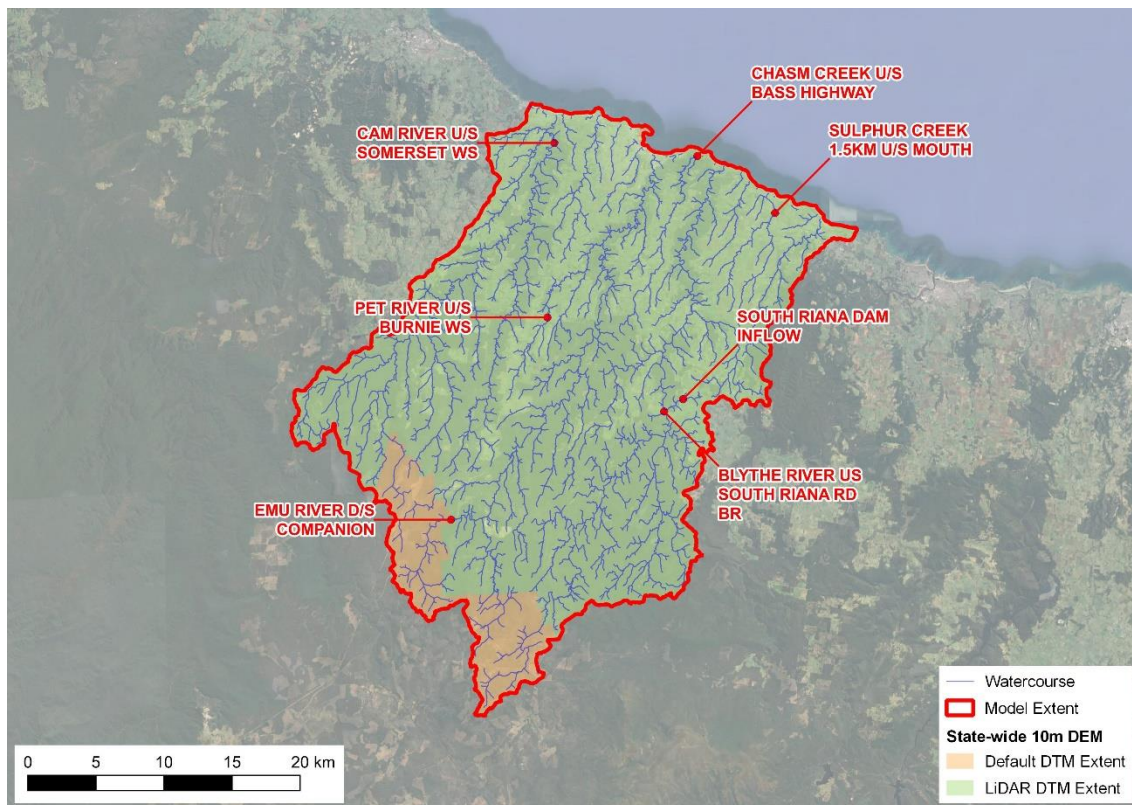 CHASM CREEK U/S
BASS HIGHWAY
CAM RIVER U/S
SOMERSET WS
SULPHUR CREEK
1.5KM U/S MOUTH
PET RIVER U/S
BURNIE WS
SOUTH RIANA DAM
INFLOW
BLYTHE RIVER US
SOUTH RIANA RD
BR
EMU RIVER D/S
COMPANION
Watercourse
Model Extent
State-wide 10m DEM
Default DTM Extent
LiDAR DTM Extent
0 5 10 15 20 km